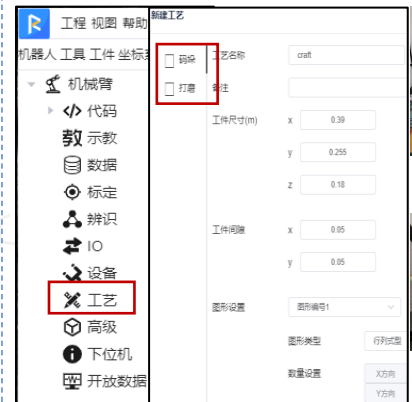 工程 视图 帮助
机器人 工具 工件 坐标
机械臂
代码
教 示教
数据
标定
辨识
IO
设备
工艺
高级
下位机
开放数据
新建工艺
码垛
打磨
工艺名称 craft
备注
工件尺寸(m) x 0.39
y 0.255
z 0.18
工件间隙 x 0.05
y 0.05
图形设置 图形编号1
图形类型 行列式型
数量设置 X方向
Y方向